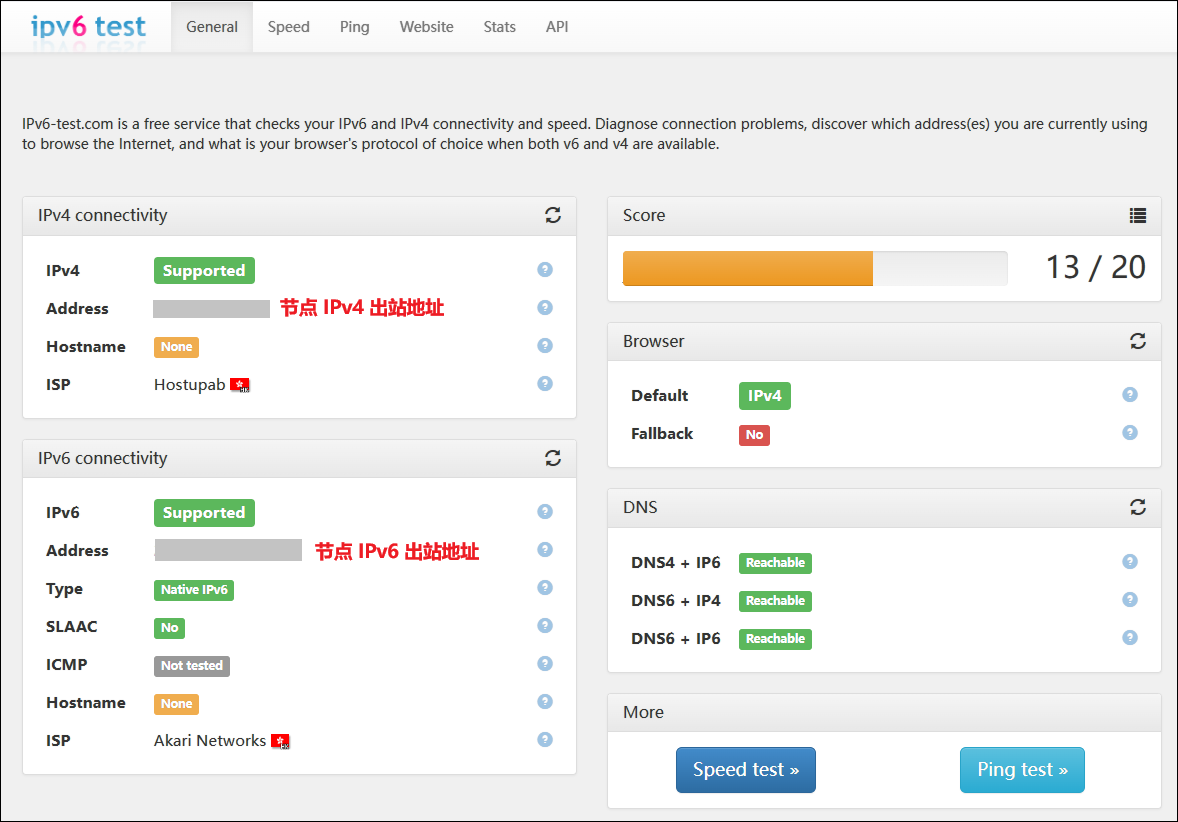 ipv6 test
General
Speed
Ping
Website
Stats
API
IPv6-test.com is a free service that checks your IPv6 and IPv4 connectivity and speed. Diagnose connection problems, discover which address(es) you are currently using
to browse the Internet, and what is your browser's protocol of choice when both v6 and v4 are available.
IPv4 connectivity
IPv4 Supported
Address 节点 IPv4 出站地址
Hostname None
ISP Hostupab HK
IPv6 connectivity
IPv6 Supported
Address 节点 IPv6 出站地址
Type Native IPv6
SLAAC No
ICMP Not tested
Hostname None
ISP Akari Networks HK
Score
13 / 20
Browser
Default IPv4
Fallback No
DNS
DNS4 + IP6 Reachable
DNS6 + IP4 Reachable
DNS6 + IP6 Reachable
More
Speed test »
Ping test »